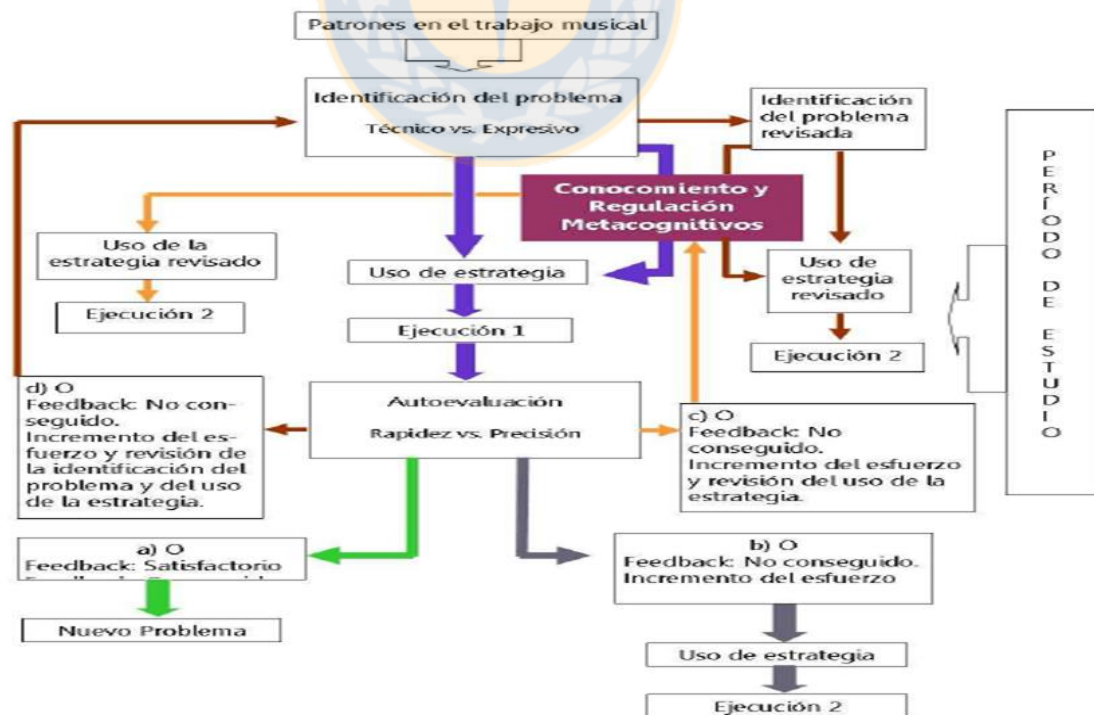 Patrones en el trabajo musical
Identificación del problema
Técnico vs. Expresivo
Identificación
del problema
revisada
Conocimiento y
Regulación
Metacognitivos
Uso de la
estrategia revisado
Ejecución 2
Uso de estrategia
Ejecución 1
Uso de
estrategia
revisado
Ejecución 2
PERÍODO DE ESTUDIO
d) O
Feedback: No con-
seguido.
Incremento del es-
fuerzo y revisión de
la identificación del
problema y del uso
de la estrategia.
Autoevaluación
Rapidez vs. Precisión
c) O
Feedback: No
conseguido.
Incremento del esfuerzo
y revisión del uso de la
estrategia.
a) O
Feedback: Satisfactorio
Nuevo Problema
b) O
Feedback: No conseguido.
Incremento del esfuerzo
Uso de estrategia
Ejecución 2